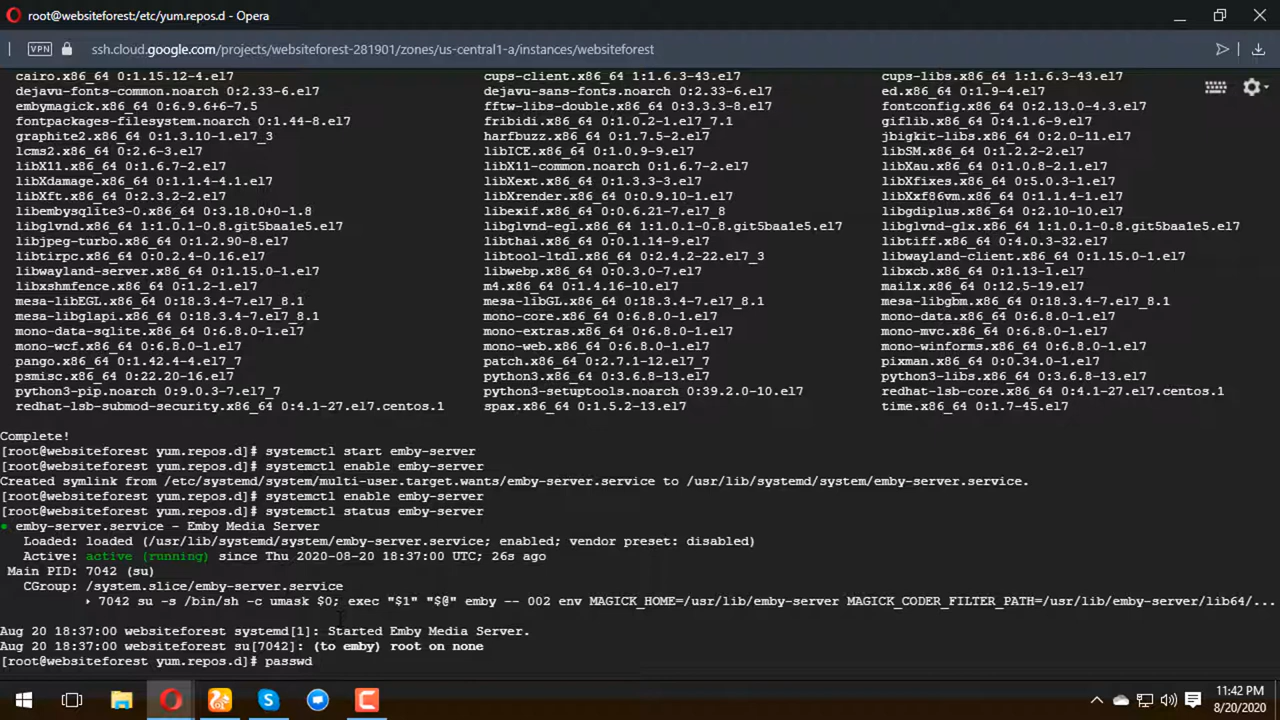 root@websiteforest:/etc/yum.repos.d - Opera
VPN ssh.cloud.google.com/projects/websiteforest-281901/zones/us-central1-a/instances/websiteforest
cairo.x86_64 0:1.15.12-4.el7 cups-client.x86_64 1:1.6.3-43.el7 cups-libs.x86_64 1:1.6.3-43.el7
dejavu-fonts-common.noarch 0:2.33-6.el7 dejavu-sans-fonts.noarch 0:2.33-6.el7 ed.x86_64 0:1.9-4.el7
embymagick.x86_64 0:6.9.6+6-7.5 fftw-libs-double.x86_64 0:3.3.3-8.el7 fontconfig.x86_64 0:2.13.0-4.3.el7
fontpackages-filesystem.noarch 0:1.44-8.el7 fribidi.x86_64 0:1.0.2-1.el7_7.1 giflib.x86_64 0:4.1.6-9.el7
graphite2.x86_64 0:1.3.10-1.el7_3 harfbuzz.x86_64 0:1.7.5-2.el7 jbigkit-libs.x86_64 0:2.0-11.el7
lcms2.x86_64 0:2.6-3.el7 libICE.x86_64 0:1.0.9-9.el7 libSM.x86_64 0:1.2.2-2.el7
libX11.x86_64 0:1.6.7-2.el7 libX11-common.noarch 0:1.6.7-2.el7 libXau.x86_64 0:1.0.8-2.1.el7
libXdamage.x86_64 0:1.1.4-4.1.el7 libXext.x86_64 0:1.3.3-3.el7 libXfixes.x86_64 0:5.0.3-1.el7
libXft.x86_64 0:2.3.2-2.el7 libXrender.x86_64 0:0.9.10-1.el7 libXxf86vm.x86_64 0:1.1.4-1.el7
libembysqlite3-0.x86_64 0:3.18.0+0-1.8 libexif.x86_64 0:0.6.21-7.el7_8 libgdiplus.x86_64 0:2.10-10.el7
libglvnd.x86_64 1:1.0.1-0.8.git5baa1e5.el7 libglvnd-egl.x86_64 1:1.0.1-0.8.git5baa1e5.el7 libglvnd-glx.x86_64 1:1.0.1-0.8.git5baa1e5.el7
libjpeg-turbo.x86_64 0:1.2.90-8.el7 libthai.x86_64 0:0.1.14-9.el7 libtiff.x86_64 0:4.0.3-32.el7
libtirpc.x86_64 0:0.2.4-0.16.el7 libtool-ltdl.x86_64 0:2.4.2-22.el7_3 libwayland-client.x86_64 0:1.15.0-1.el7
libwayland-server.x86_64 0:1.15.0-1.el7 libwebp.x86_64 0:0.3.0-7.el7 libxcb.x86_64 0:1.13-1.el7
libxshmfence.x86_64 0:1.2-1.el7 m4.x86_64 0:1.4.16-10.el7 mailx.x86_64 0:12.5-19.el7
mesa-libEGL.x86_64 0:18.3.4-7.el7_8.1 mesa-libGL.x86_64 0:18.3.4-7.el7_8.1 mesa-libgbm.x86_64 0:18.3.4-7.el7_8.1
mesa-libglapi.x86_64 0:18.3.4-7.el7_8.1 mono-core.x86_64 0:6.8.0-1.el7 mono-data.x86_64 0:6.8.0-1.el7
mono-data-sqlite.x86_64 0:6.8.0-1.el7 mono-extras.x86_64 0:6.8.0-1.el7 mono-mvc.x86_64 0:6.8.0-1.el7
mono-wcf.x86_64 0:6.8.0-1.el7 mono-web.x86_64 0:6.8.0-1.el7 mono-winforms.x86_64 0:6.8.0-1.el7
pango.x86_64 0:1.42.4-4.el7_7 patch.x86_64 0:2.7.1-12.el7_7 pixman.x86_64 0:0.34.0-1.el7
psmisc.x86_64 0:22.20-16.el7 python3.x86_64 0:3.6.8-13.el7 python3-libs.x86_64 0:3.6.8-13.el7
python3-pip.noarch 0:9.0.3-7.el7_7 python3-setuptools.noarch 0:39.2.0-10.el7 redhat-lsb-core.x86_64 0:4.1-27.el7.centos.1
redhat-lsb-submod-security.x86_64 0:4.1-27.el7.centos.1 spax.x86_64 0:1.5.2-13.el7 time.x86_64 0:1.7-45.el7
Complete!
[root@websiteforest yum.repos.d]# systemctl start emby-server
[root@websiteforest yum.repos.d]# systemctl enable emby-server
Created symlink from /etc/systemd/system/multi-user.target.wants/emby-server.service to /usr/lib/systemd/system/emby-server.service.
[root@websiteforest yum.repos.d]# systemctl enable emby-server
[root@websiteforest yum.repos.d]# systemctl status emby-server
● emby-server.service - Emby Media Server
Loaded: loaded (/usr/lib/systemd/system/emby-server.service; enabled; vendor preset: disabled)
Active: active (running) since Thu 2020-08-20 18:37:00 UTC; 26s ago
Main PID: 7042 (su)
CGroup: /system.slice/emby-server.service
‣ 7042 su -s /bin/sh -c umask $0; exec "$1" "$@" emby -- 002 env MAGICK_HOME=/usr/lib/emby-server MAGICK_CODER_FILTER_PATH=/usr/lib/emby-server/lib64/...
Aug 20 18:37:00 websiteforest systemd[1]: Started Emby Media Server.
Aug 20 18:37:00 websiteforest su[7042]: (to emby) root on none
[root@websiteforest yum.repos.d]# passwd
11:42 PM
8/20/2020